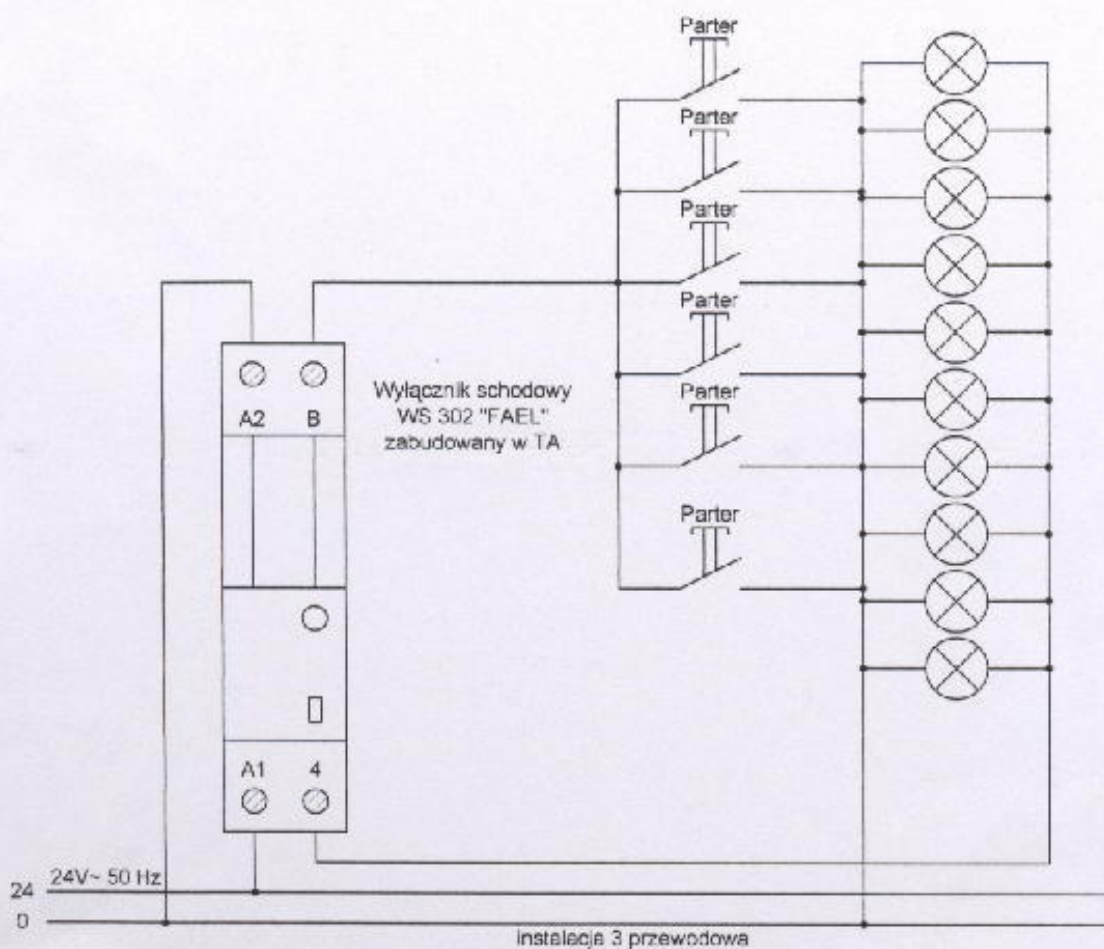 Parter
Parter
Parter
Parter
Parter
Parter
A2 B
Wyłącznik schodowy
WS 302 "FAEL"
zabudowany w TA
A1 4
24 24V~ 50 Hz
0
instalacja 3 przewodowa